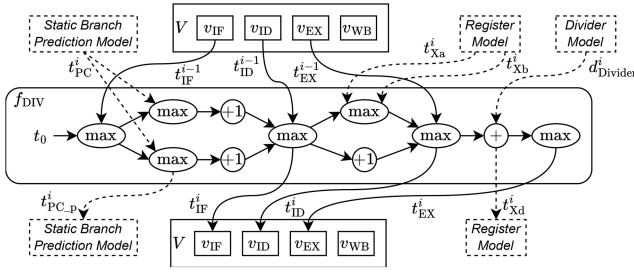 Static Branch
Prediction Model
V v_IF v_ID v_EX v_WB
Register
Model
Divider
Model
t^i_PC t^{i-1}_IF t^{i-1}_ID t^{i-1}_EX t^i_Xa t^i_Xb d^i_Divider
f_DIV
max +1 max
t_0 max max max + max
max +1 +1
t^i_PC_p t^i_IF t^i_ID t^i_EX t^i_Xd
Static Branch
Prediction Model
V v_IF v_ID v_EX v_WB
Register
Model